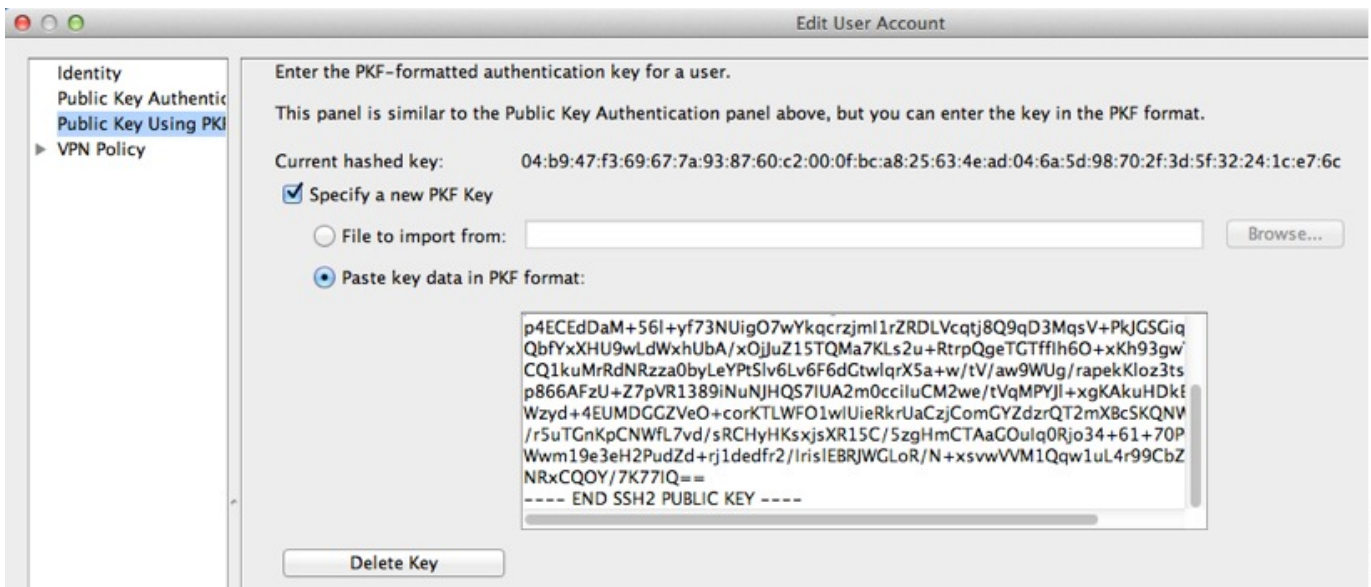 Edit User Account
Identity
Public Key Authentic
Public Key Using PKF
VPN Policy
Enter the PKF-formatted authentication key for a user.
This panel is similar to the Public Key Authentication panel above, but you can enter the key in the PKF format.
Current hashed key: 04:b9:47:f3:69:67:7a:93:87:60:c2:00:0f:bc:a8:25:63:4e:ad:04:6a:5d:98:70:2f:3d:5f:32:24:1c:e7:6c
Specify a new PKF Key
File to import from:
Browse...
Paste key data in PKF format:
p4ECEdDaM+56l+yf73NUigO7wYkqcrzjmI1rZRDLVcqtj8Q9qD3MqsV+PkJGSGiq
QbfYxXHU9wLdWxhUbA/xOjJuZ15TQMa7KLs2u+RtrpQgeTGTfflh6O+xKh93gw
CQ1kuMrRdNRzza0byLeYPtSlv6Lv6F6dGtwlqrX5a+w/tV/aw9WUg/rapekKloz3ts
p866AFzU+Z7pVR1389iNuNJHQS7lUA2m0cciluCM2we/tVqMPYJl+xgKAkuHDkE
Wzyd+4EUMDGGZVeO+corKTLWFO1wlUieRkrUaCzjComGYZdzrQT2mXBcSKQNW
/r5uTGnKpCNWfL7vd/sRCHyHKsxjsXR15C/5zgHmCTAaGOulq0Rjo34+61+70P
Wwm19e3eH2PudZd+rj1dedfr2/IrislEBRJWGLoR/N+xsvwVVM1Qqw1uL4r99CbZ
NRxCQOY/7K77IQ==
---- END SSH2 PUBLIC KEY ----
Delete Key